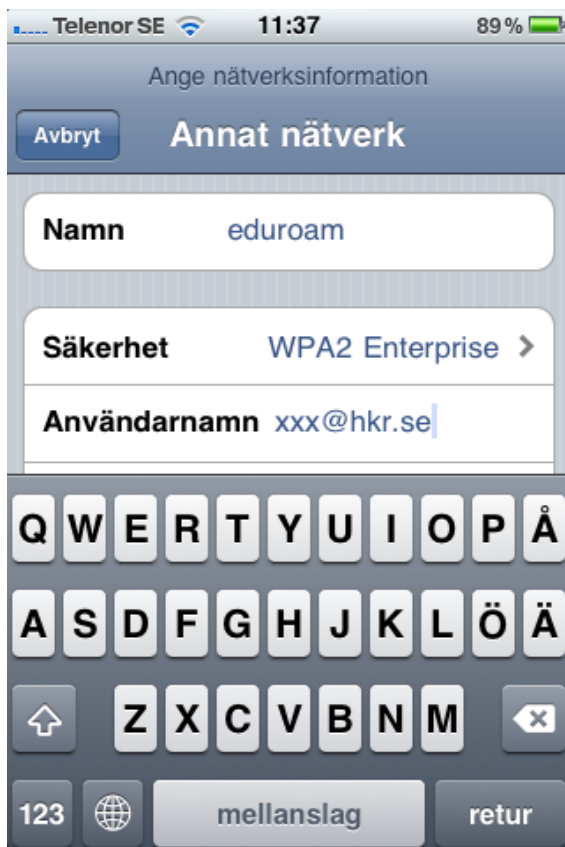 Telenor SE 11:37 89 %
Ange nätverksinformation
Avbryt Annat nätverk
Namn eduroam
Säkerhet WPA2 Enterprise
Användarnamn xxx@hkr.se
Q W E R T Y U I O P Å
A S D F G H J K L Ö Ä
Z X C V B N M
123 mellanslag retur